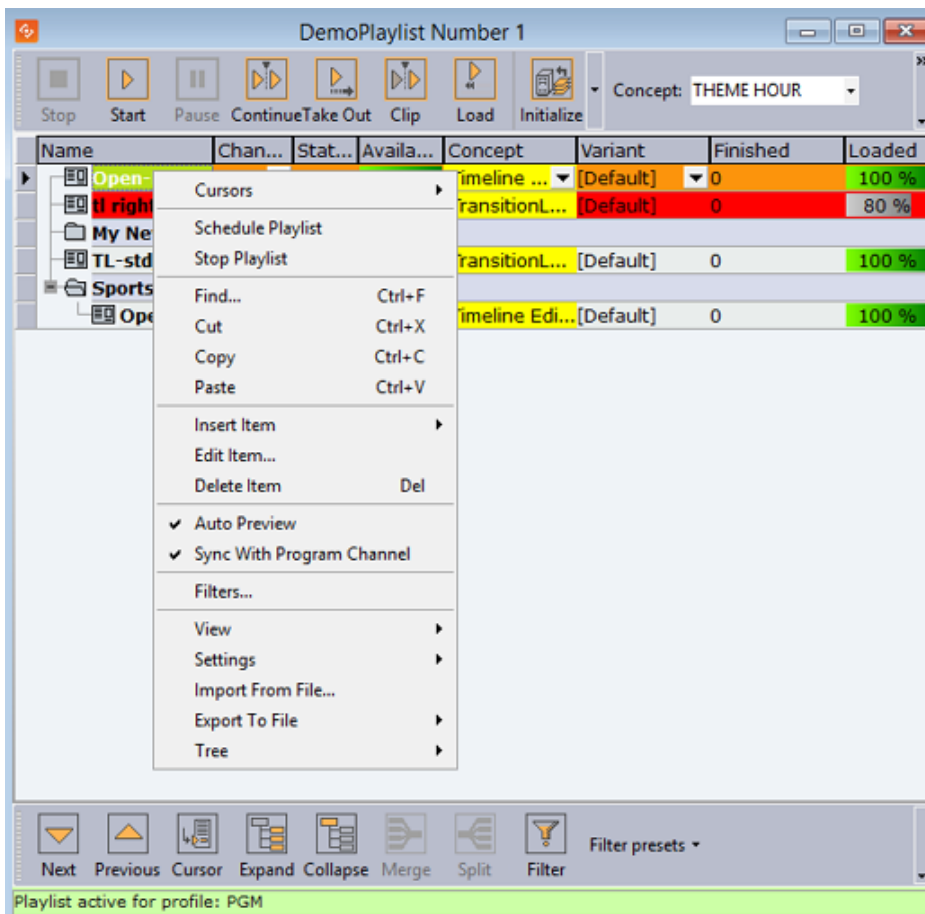 DemoPlaylist Number 1
Stop Start Pause Continue Take Out Clip Load Initialize Concept: THEME HOUR
Name Chan... Stat... Availa... Concept Variant Finished Loaded
Open- Timeline ... [Default] 0 100 %
tl right TransitionL... [Default] 0 80 %
My Ne
TL-std TransitionL... [Default] 0 100 %
Sports
Ope Timeline Edi... [Default] 0 100 %
Cursors
Schedule Playlist
Stop Playlist
Find... Ctrl+F
Cut Ctrl+X
Copy Ctrl+C
Paste Ctrl+V
Insert Item
Edit Item...
Delete Item Del
Auto Preview
Sync With Program Channel
Filters...
View
Settings
Import From File...
Export To File
Tree
Next Previous Cursor Expand Collapse Merge Split Filter Filter presets
Playlist active for profile: PGM